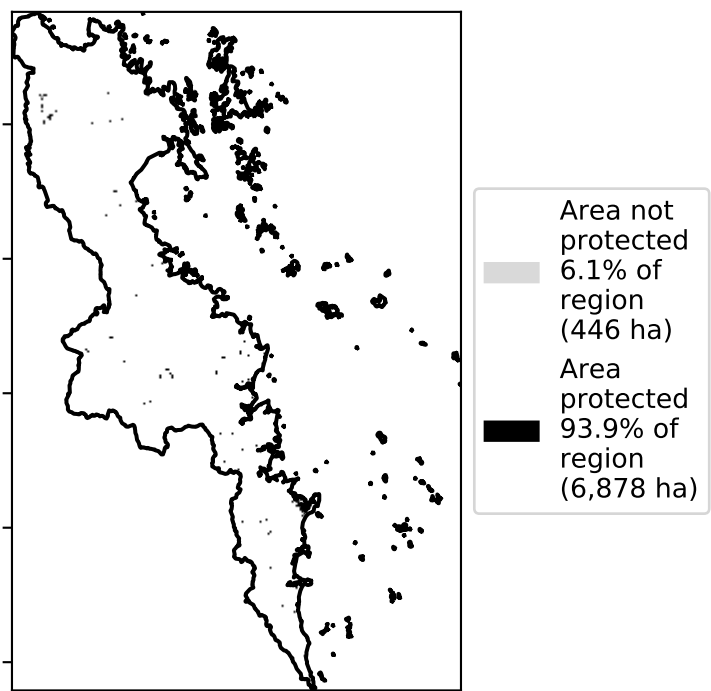 Area not
protected
6.1% of
region
(446 ha)
Area
protected
93.9% of
region
(6,878 ha)